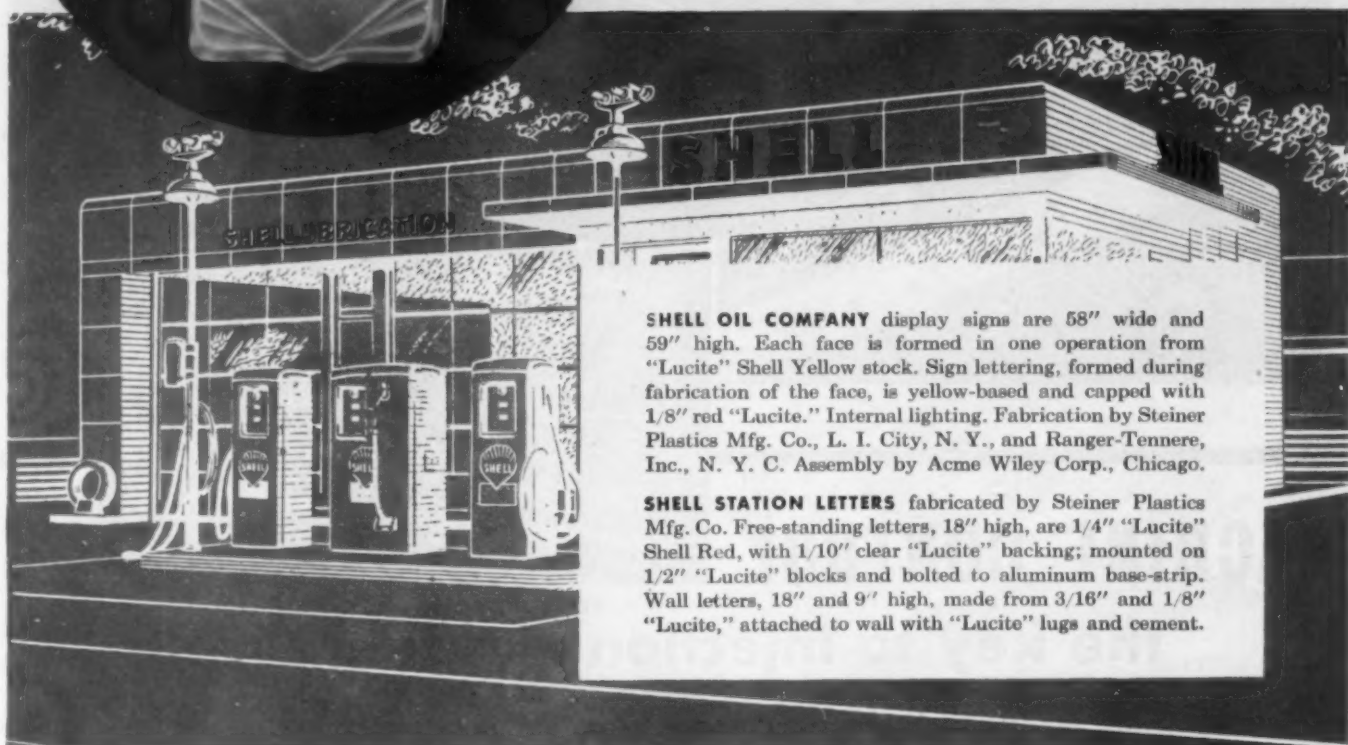 SHELL
SHELLUBRICATION
SHELL
SHELL
SHELL
SHELL OIL COMPANY display signs are 58" wide and
59" high. Each face is formed in one operation from
"Lucite" Shell Yellow stock. Sign lettering, formed during
fabrication of the face, is yellow-based and capped with
1/8" red "Lucite." Internal lighting. Fabrication by Steiner
Plastics Mfg. Co., L. I. City, N. Y., and Ranger-Tennere,
Inc., N. Y. C. Assembly by Acme Wiley Corp., Chicago.
SHELL STATION LETTERS fabricated by Steiner Plastics
Mfg. Co. Free-standing letters, 18" high, are 1/4" "Lucite"
Shell Red, with 1/10" clear "Lucite" backing; mounted on
1/2" "Lucite" blocks and bolted to aluminum base-strip.
Wall letters, 18" and 9" high, made from 3/16" and 1/8"
"Lucite," attached to wall with "Lucite" lugs and cement.